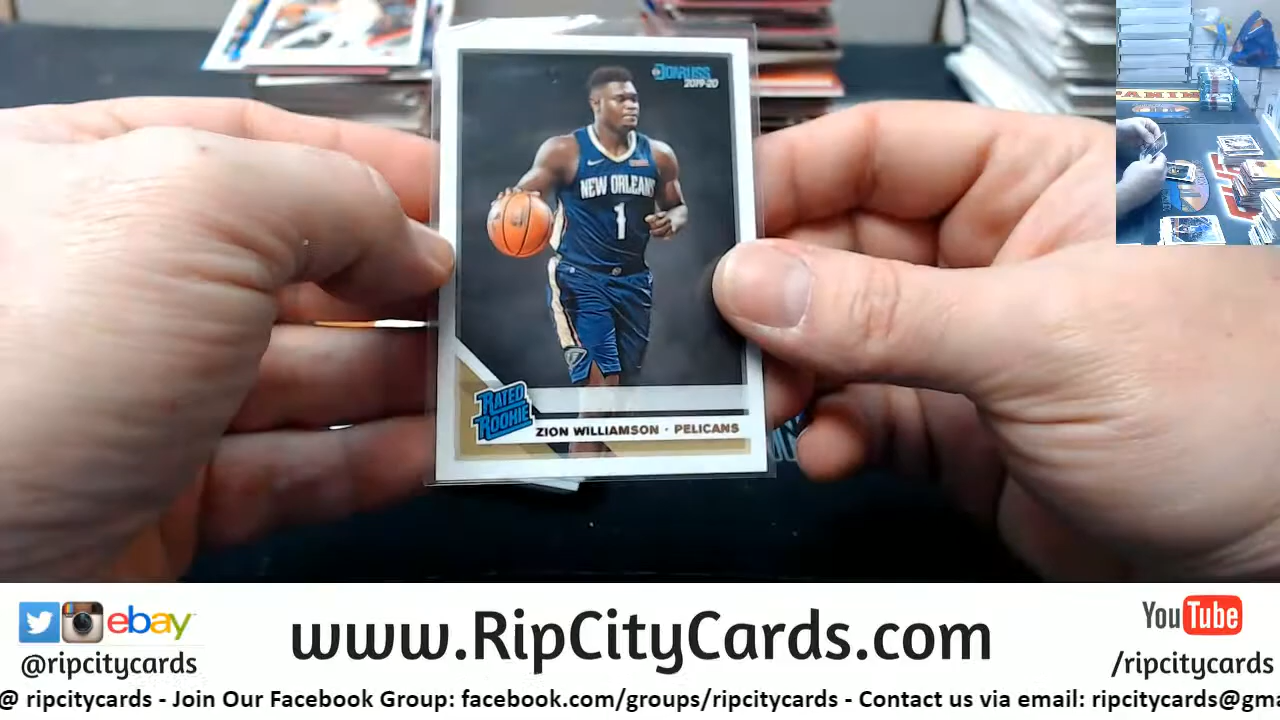 DONRUSS
2019-20
NEW ORLEANS
1
RATED
ROOKIE
ZION WILLIAMSON · PELICANS
PANINI
ebay
@ripcitycards
www.RipCityCards.com
YouTube
/ripcitycards
@ ripcitycards - Join Our Facebook Group: facebook.com/groups/ripcitycards - Contact us via email: ripcitycards@gma